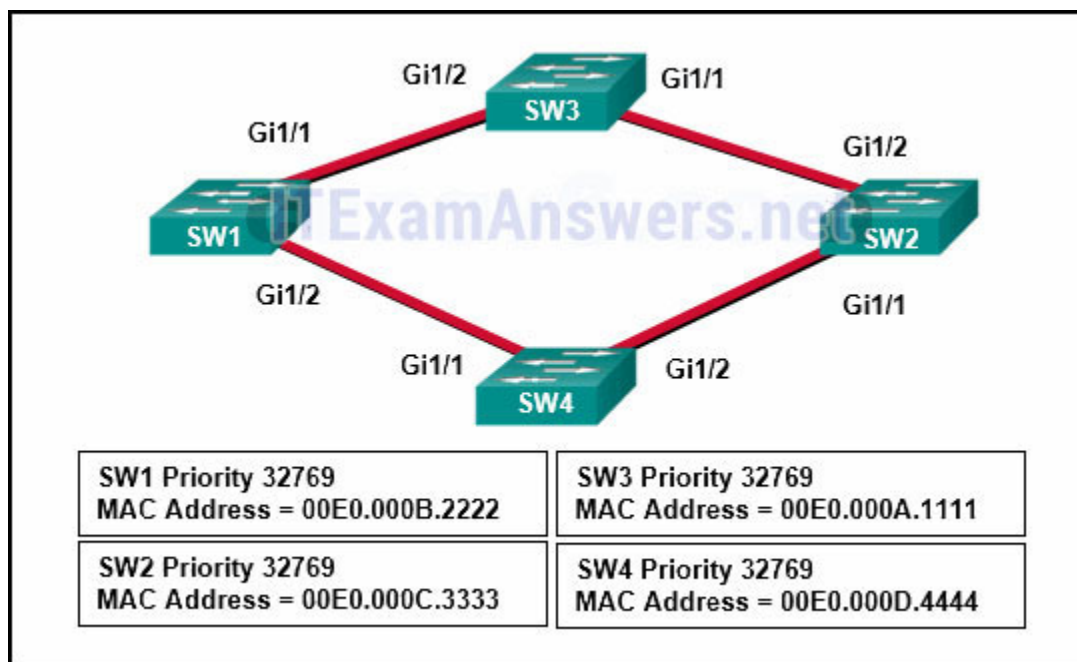 Gi1/2
Gi1/1
SW3
Gi1/1
Gi1/2
ITExamAnswers.net
SW1
SW2
Gi1/2
Gi1/1
Gi1/1
Gi1/2
SW4
SW1 Priority 32769
MAC Address = 00E0.000B.2222
SW3 Priority 32769
MAC Address = 00E0.000A.1111
SW2 Priority 32769
MAC Address = 00E0.000C.3333
SW4 Priority 32769
MAC Address = 00E0.000D.4444